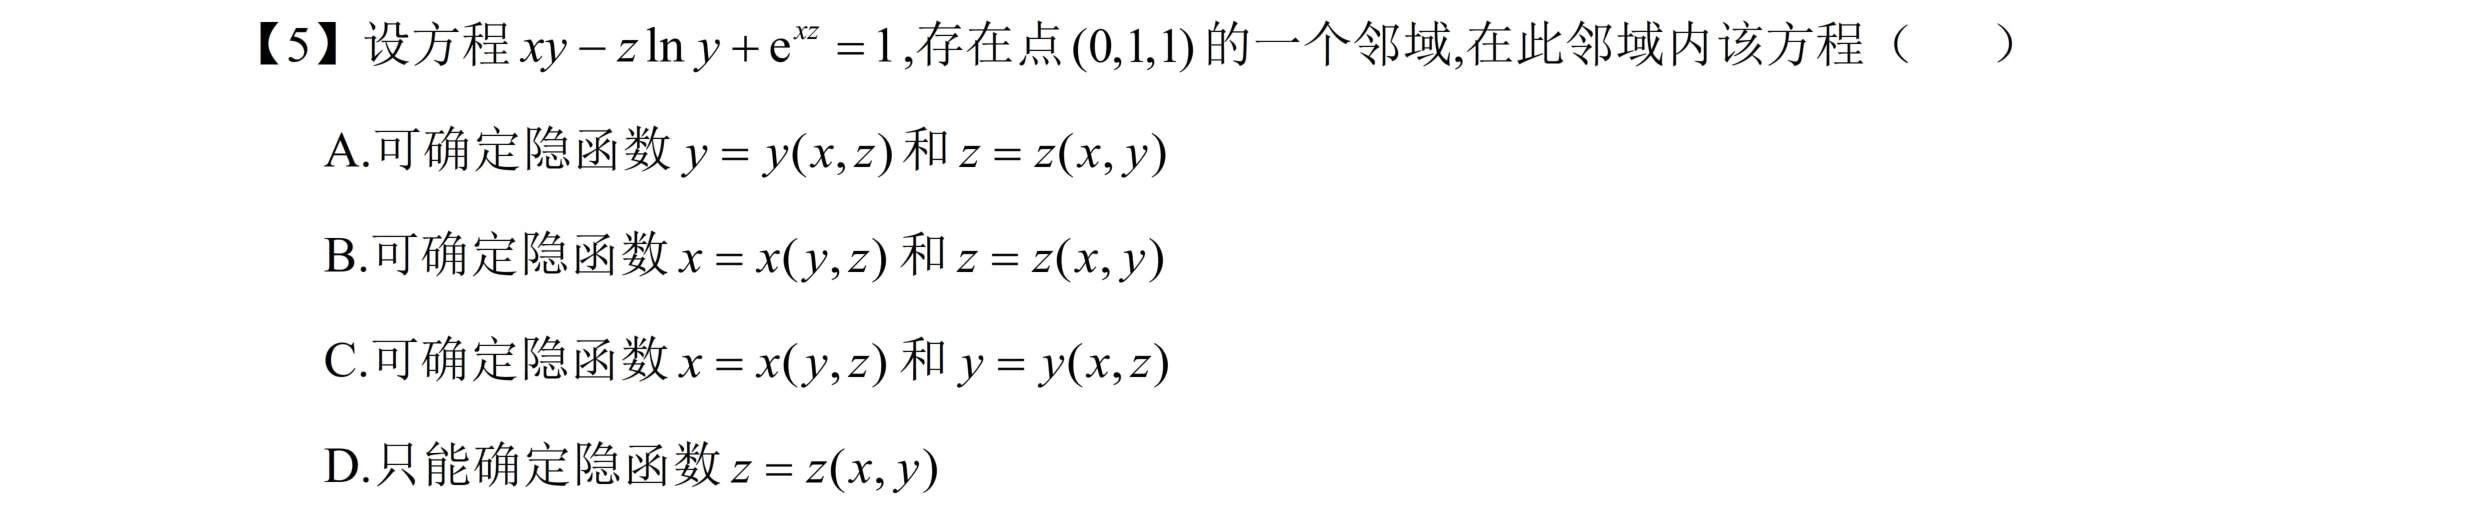 【5】设方程 $xy - z\ln y + \mathrm{e}^{xz} = 1$,存在点(0,1,1)的一个邻域,在此邻域内该方程（　　）
A.可确定隐函数 $y = y(x,z)$ 和 $z = z(x,y)$
B.可确定隐函数 $x = x(y,z)$ 和 $z = z(x,y)$
C.可确定隐函数 $x = x(y,z)$ 和 $y = y(x,z)$
D.只能确定隐函数 $z = z(x,y)$